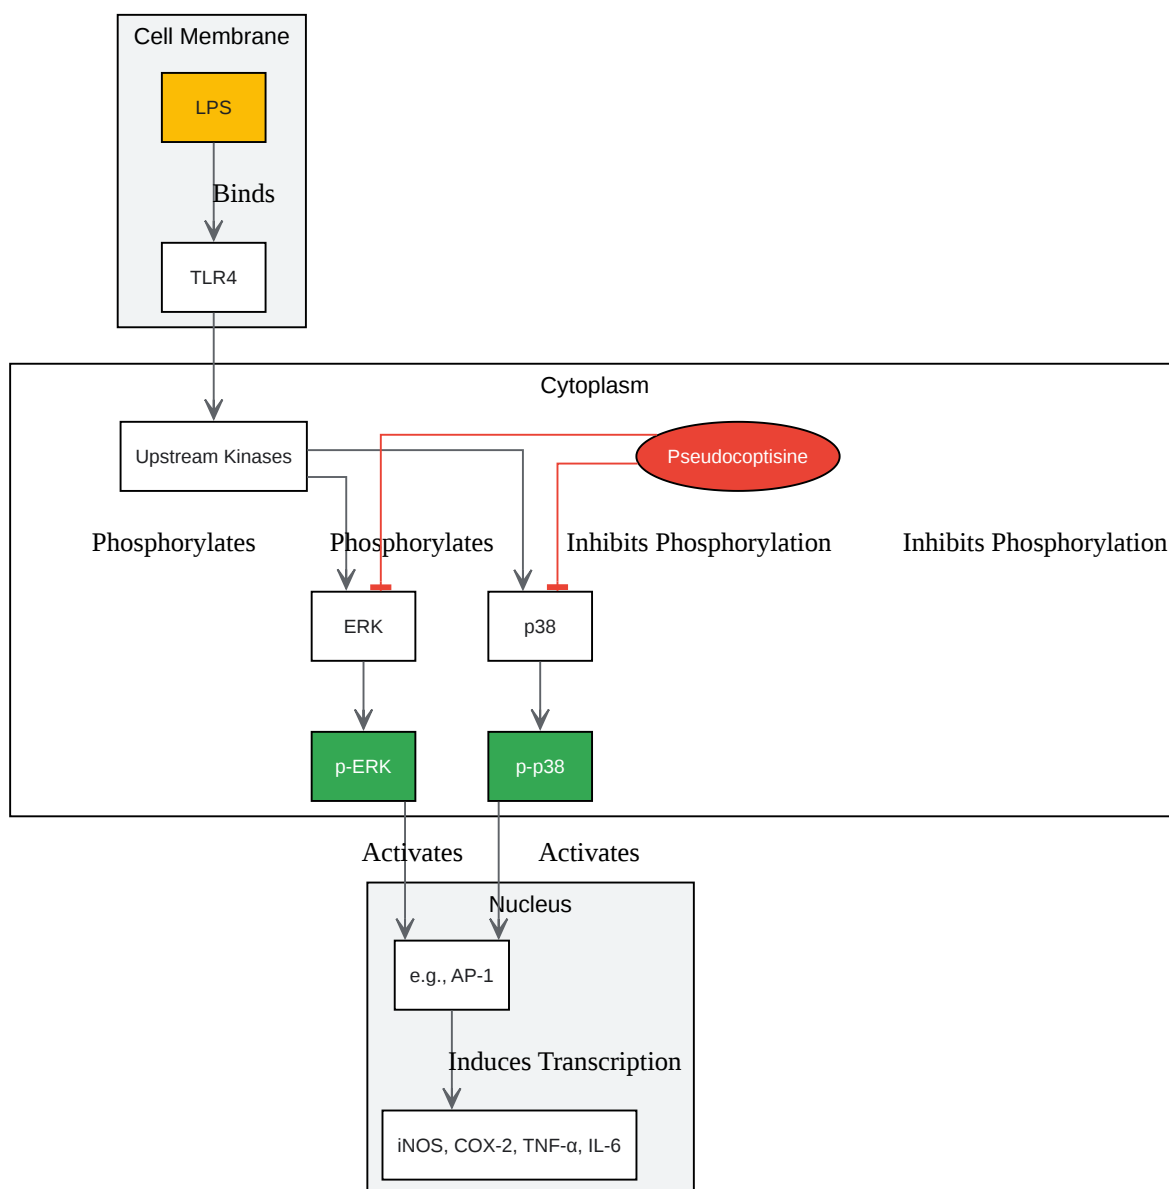 Cell Membrane
LPS
Binds
TLR4
Cytoplasm
Upstream Kinases
Pseudocoptisine
Phosphorylates
Phosphorylates
Inhibits Phosphorylation
Inhibits Phosphorylation
ERK
p38
p-ERK
p-p38
Activates
Activates
Nucleus
e.g., AP-1
Induces Transcription
iNOS, COX-2, TNF-α, IL-6